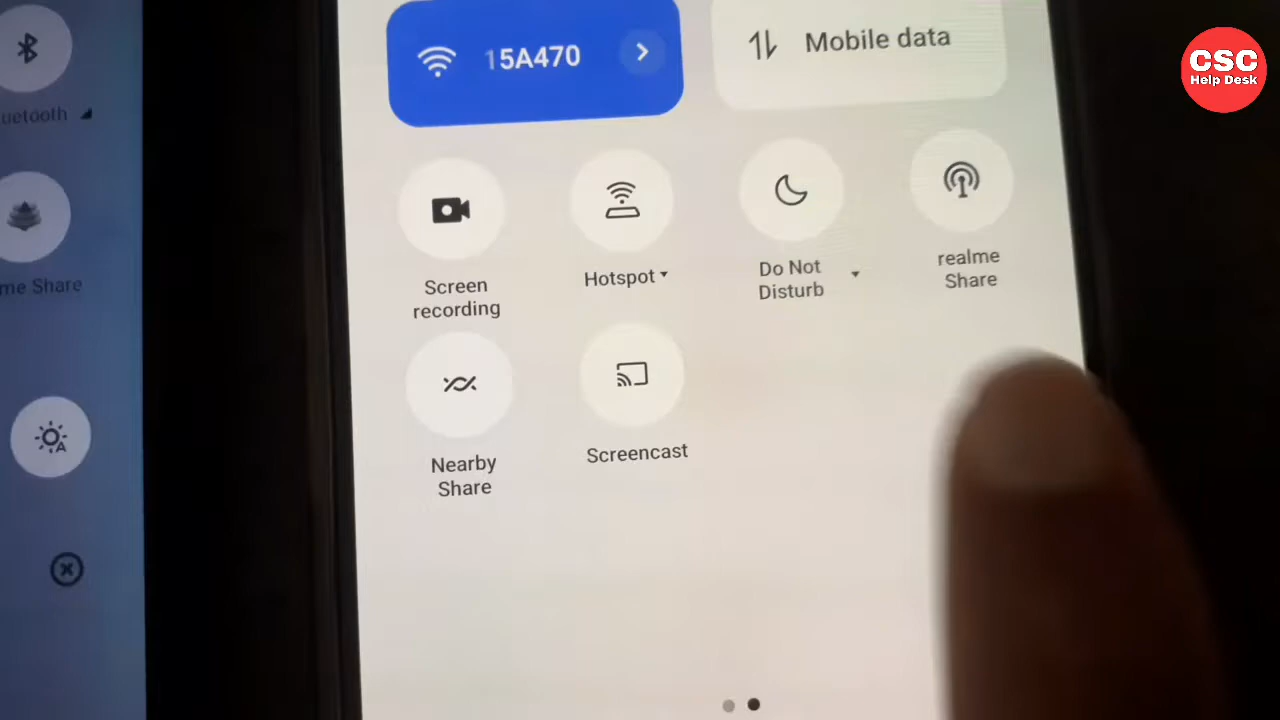 15A470
Mobile data
CSC
Help Desk
uetooth
me Share
Screen
recording
Hotspot
Do Not
Disturb
realme
Share
Nearby
Share
Screencast